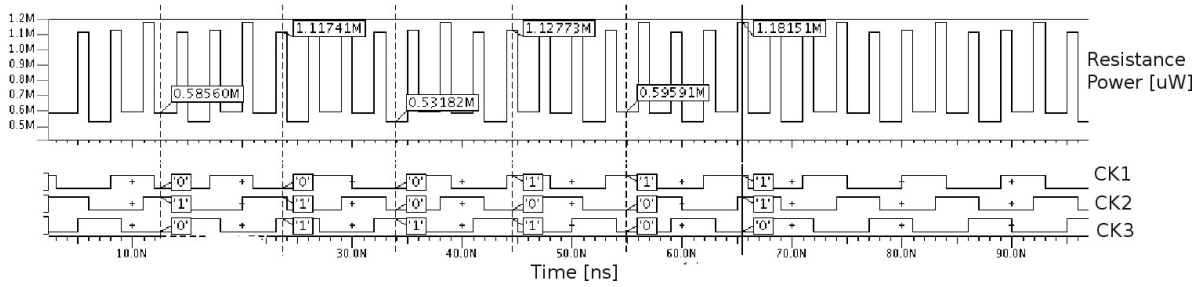 1.2M
1.1M
1.0M
0.9M
0.8M
0.7M
0.6M
0.5M
0.58560M
1.11741M
0.53182M
1.12773M
0.59591M
1.18151M
Resistance
Power [uW]
'0' '0' '0' '1' '1' '1' CK1
'1' '1' '0' '0' '0' '1' CK2
'0' '1' '1' '1' '0' '0' CK3
10.0N 30.0N 40.0N 50.0N 60.0N 70.0N 80.0N 90.0N
Time [ns]